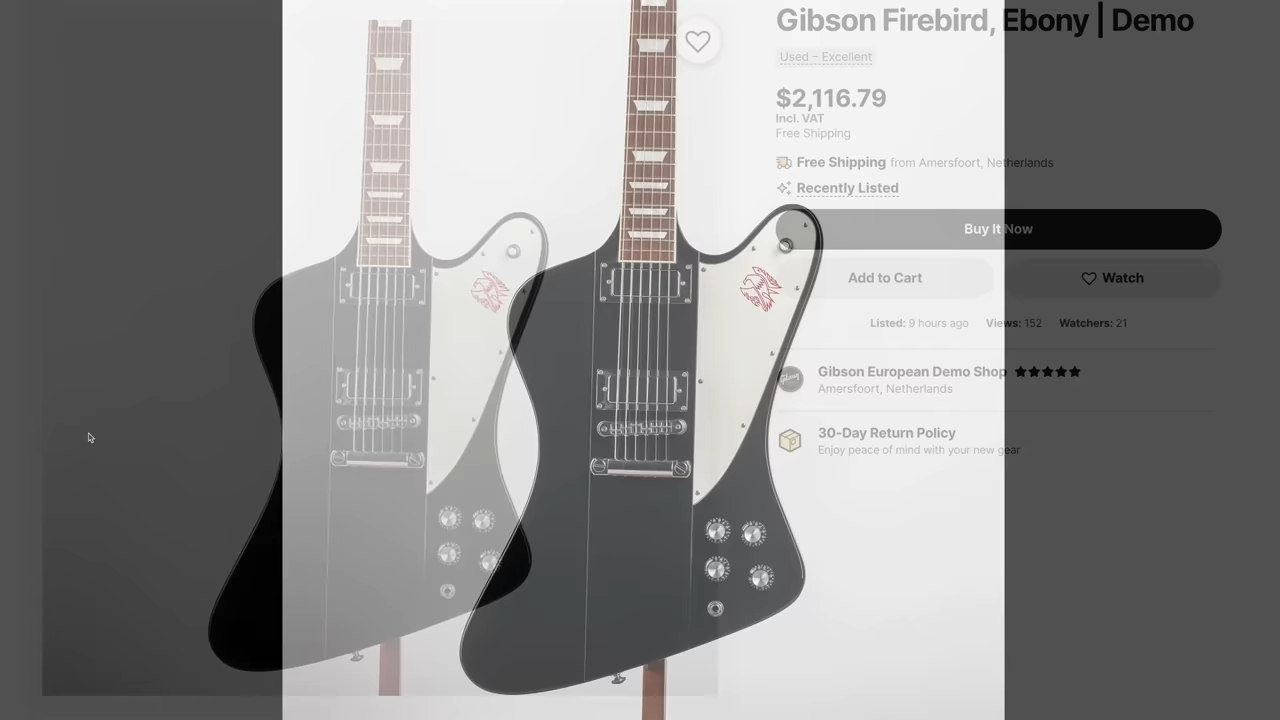 Gibson Firebird, Ebony | Demo
Used – Excellent
$2,116.79
Incl. VAT
Free Shipping
Free Shipping from Amersfoort, Netherlands
Recently Listed
Buy It Now
Add to Cart
Watch
Listed: 9 hours ago Views: 152 Watchers: 21
Gibson European Demo Shop
Amersfoort, Netherlands
30-Day Return Policy
Enjoy peace of mind with your new gear